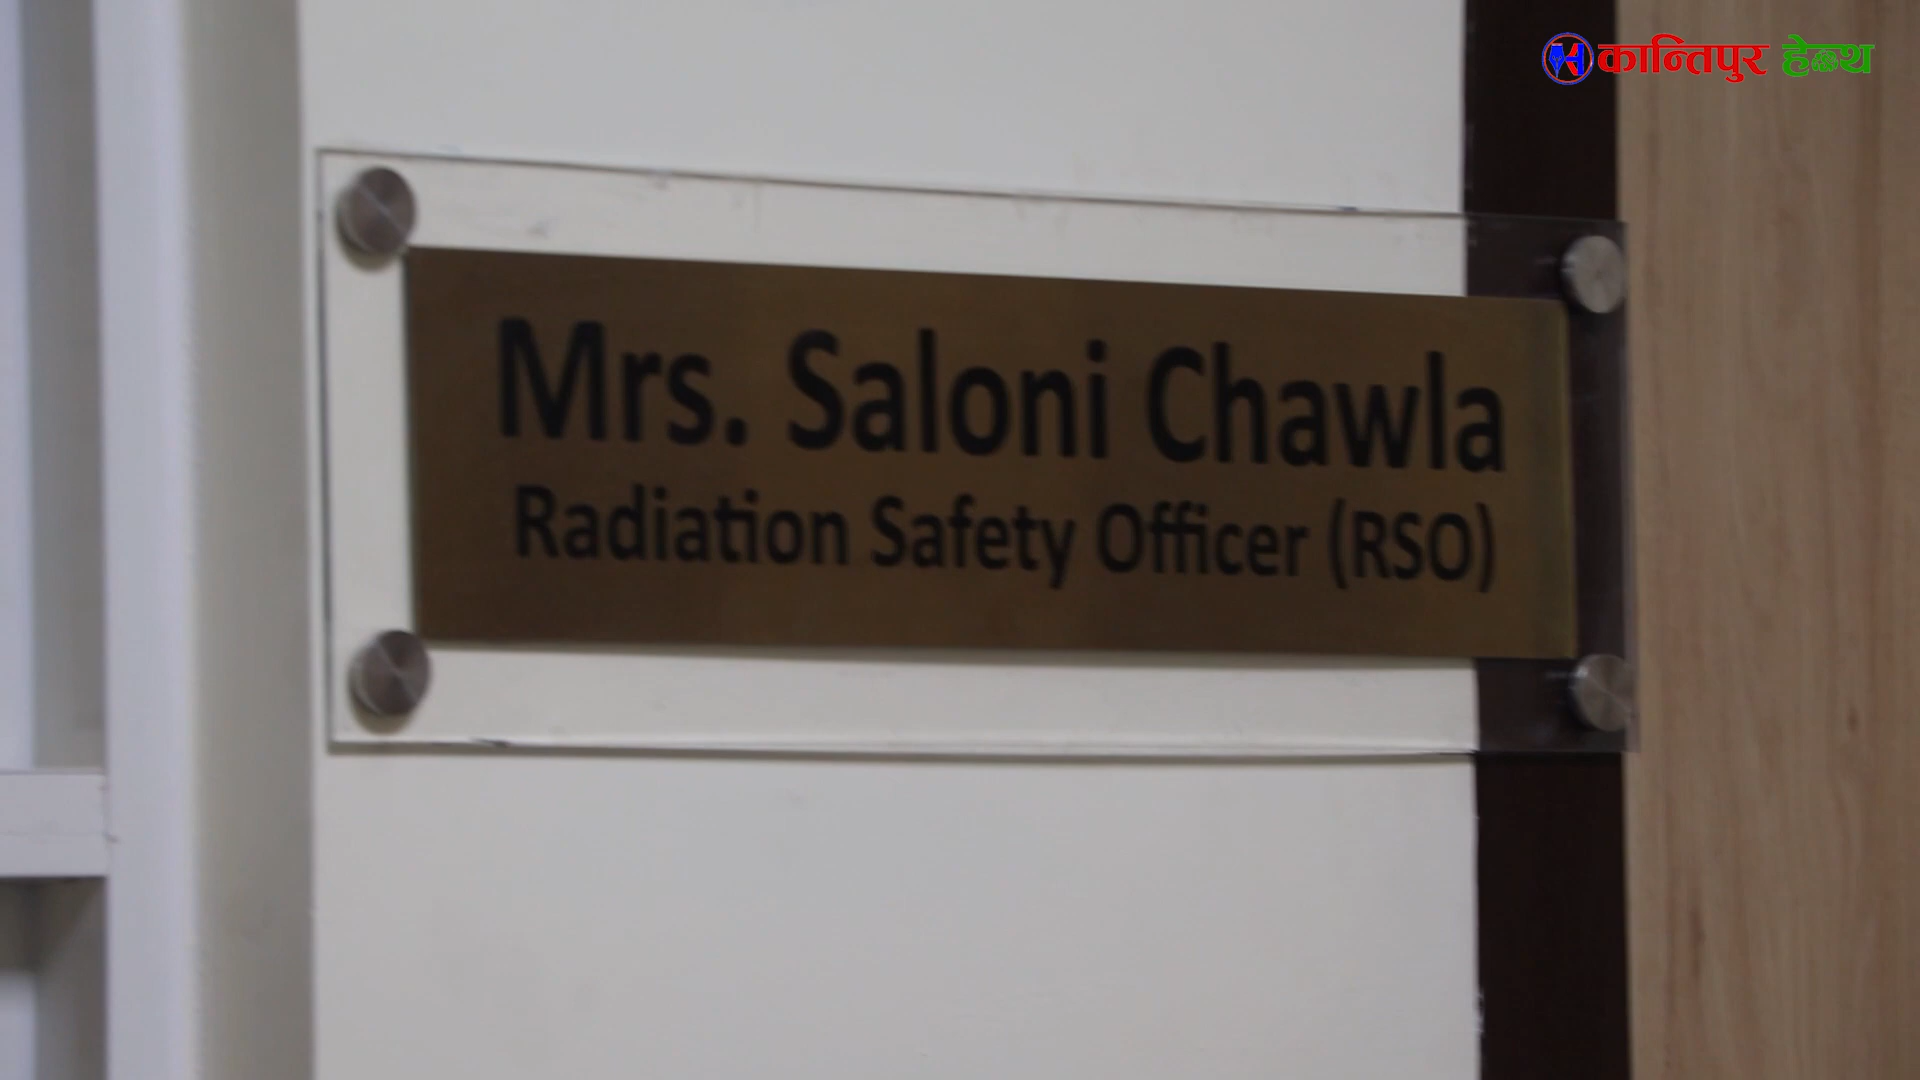 कान्तिपुर हेल्थ
Mrs. Saloni Chawla
Radiation Safety Officer (RSO)